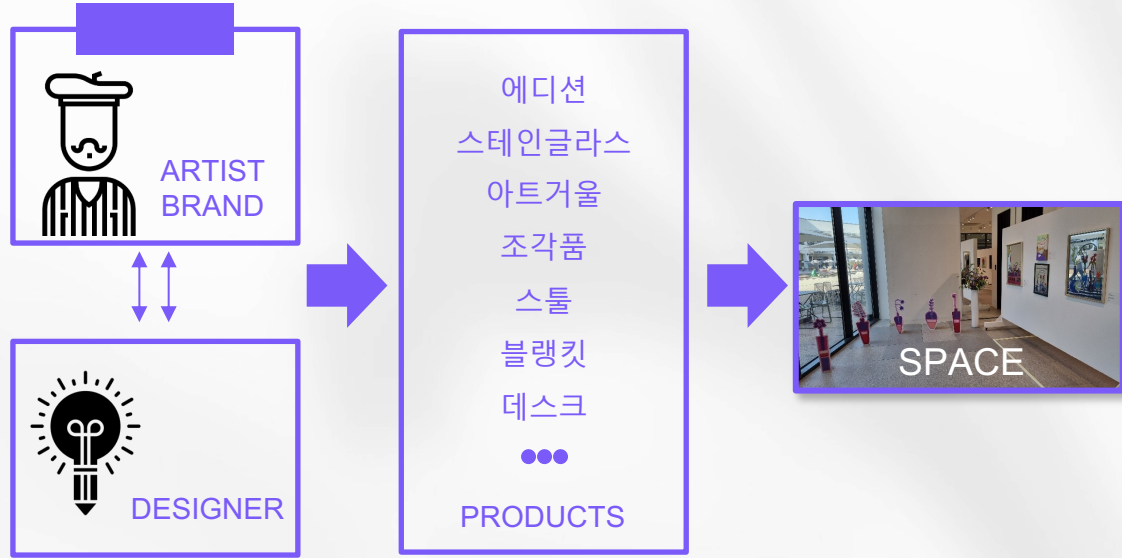 ARTIST
BRAND
DESIGNER
에디션
스테인글라스
아트거울
조각품
스툴
블랭킷
데스크
●●●
PRODUCTS
SPACE